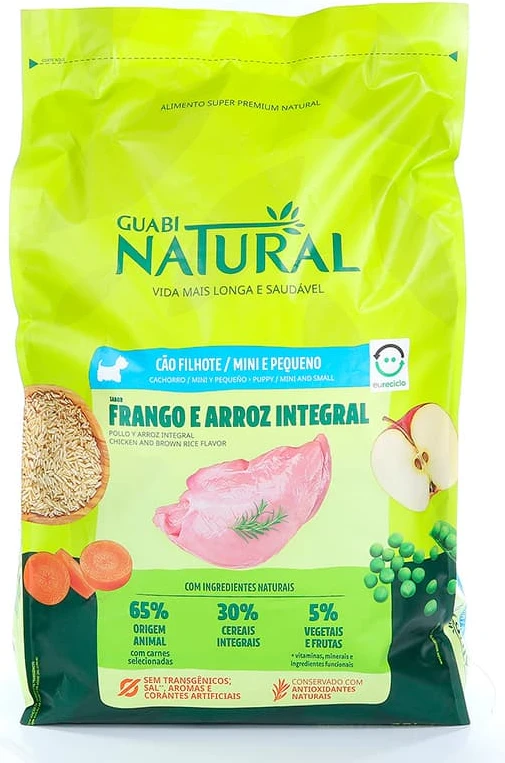 CORTE AQUI
ALIMENTO SUPER PREMIUM NATURAL
GUABI
NATURAL
VIDA MAIS LONGA E SAUDÁVEL
CÃO FILHOTE / MINI E PEQUENO
CACHORRO / MINI Y PEQUEÑO • PUPPY / MINI AND SMALL
eureciclo
SABOR
FRANGO E ARROZ INTEGRAL
POLLO Y ARROZ INTEGRAL
CHICKEN AND BROWN RICE FLAVOR
COM INGREDIENTES NATURAIS
65%
ORIGEM
ANIMAL
com carnes
selecionadas
30%
CEREAIS
INTEGRAIS
5%
VEGETAIS
E FRUTAS
+ vitaminas, minerais e
ingredientes funcionais
SEM TRANSGÊNICOS*,
SAL**, AROMAS E
CORANTES ARTIFICIAIS
CONSERVADO COM
ANTIOXIDANTES
NATURAIS